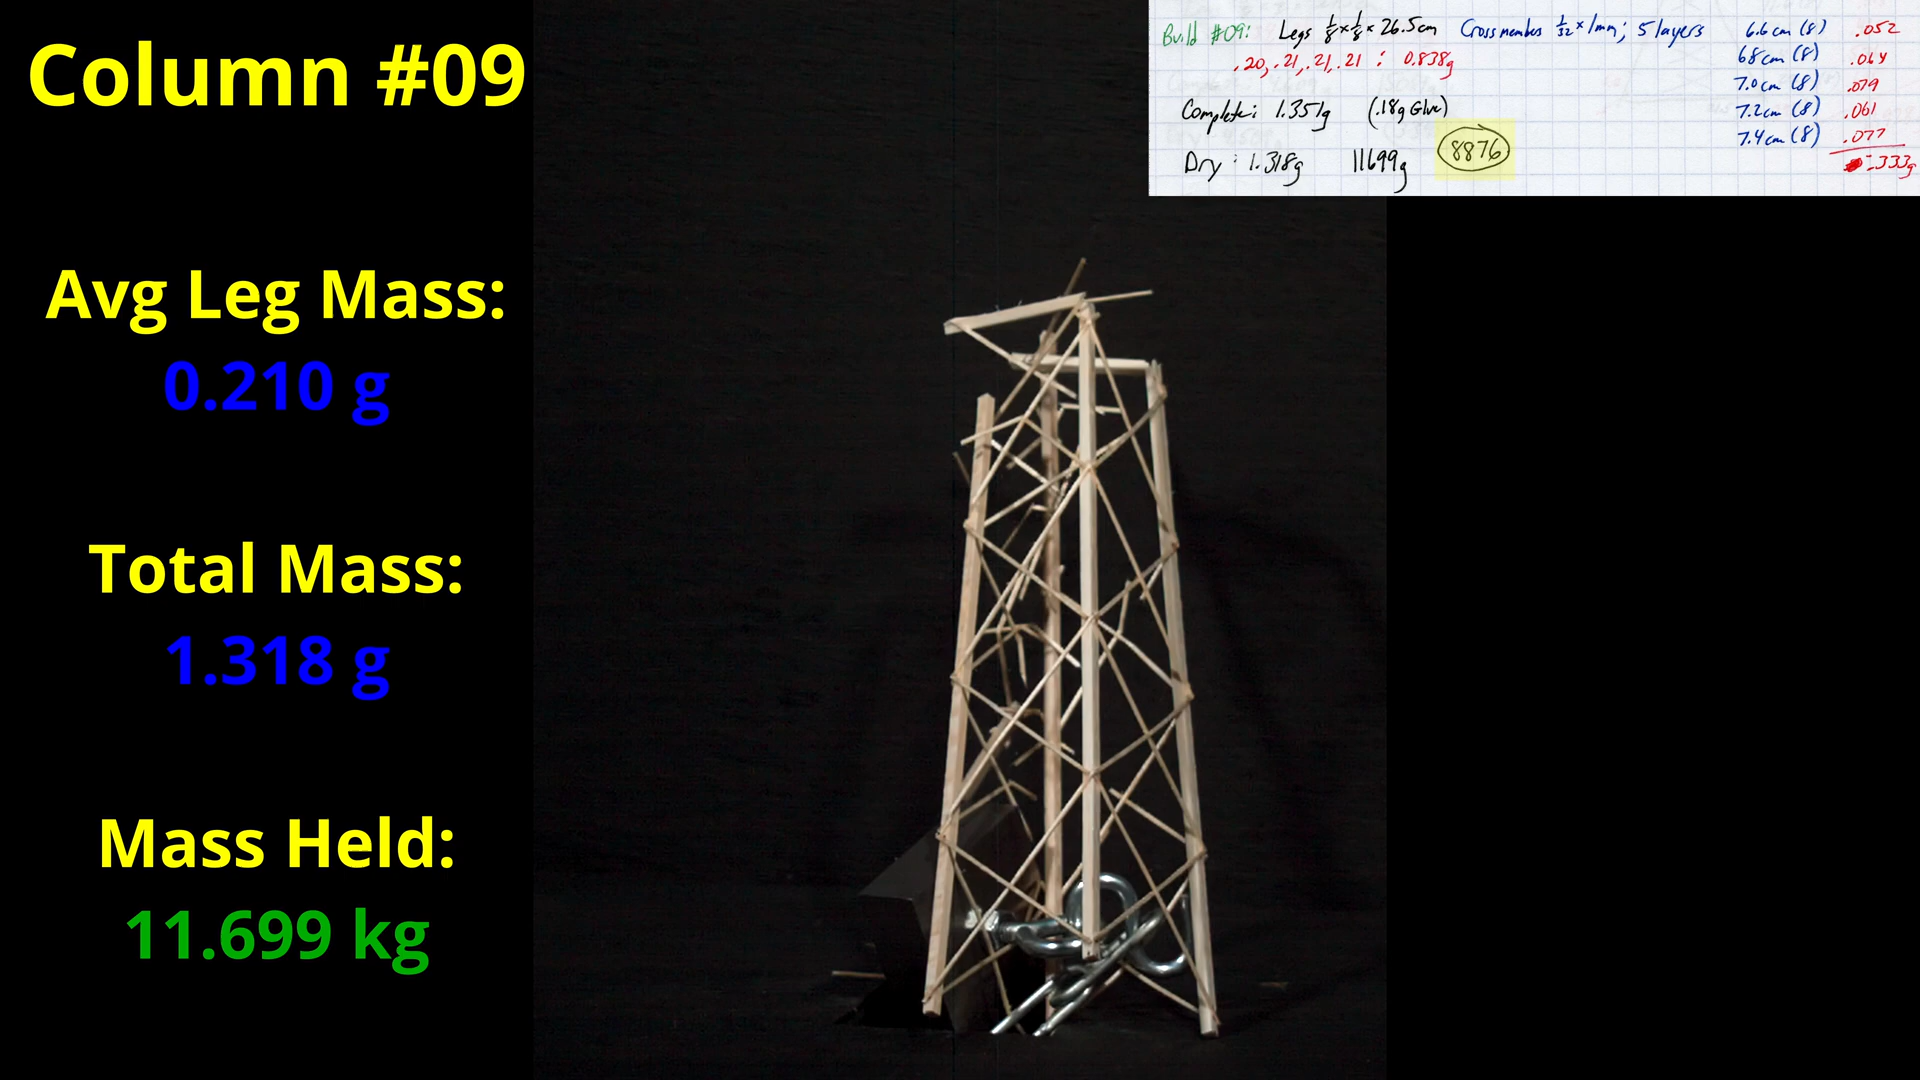 Column #09
Avg Leg Mass:
0.210 g
Total Mass:
1.318 g
Mass Held:
11.699 kg
Build #09: Legs 1/8 x 1/8 x 26.5cm Cross members 1/32 x 1mm; 5 layers
.20, .21, .21, .21 : 0.838g
Complete: 1.351g (.18g Glue)
Dry: 1.318g 11699g 8876
6.6cm (8) .052
6.8cm (8) .064
7.0cm (8) .079
7.2cm (8) .061
7.4cm (8) .077
.333g